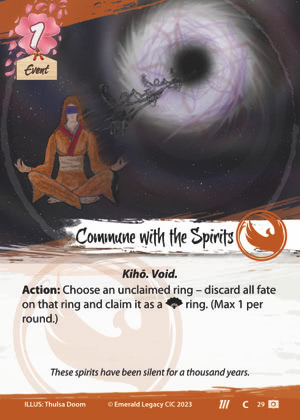 1
Event
Commune with the Spirits
Kihō. Void.
Action: Choose an unclaimed ring – discard all fate
on that ring and claim it as a ring. (Max 1 per
round.)
These spirits have been silent for a thousand years.
ILLUS: Thulsa Doom © Emerald Legacy CIC 2023 C 29